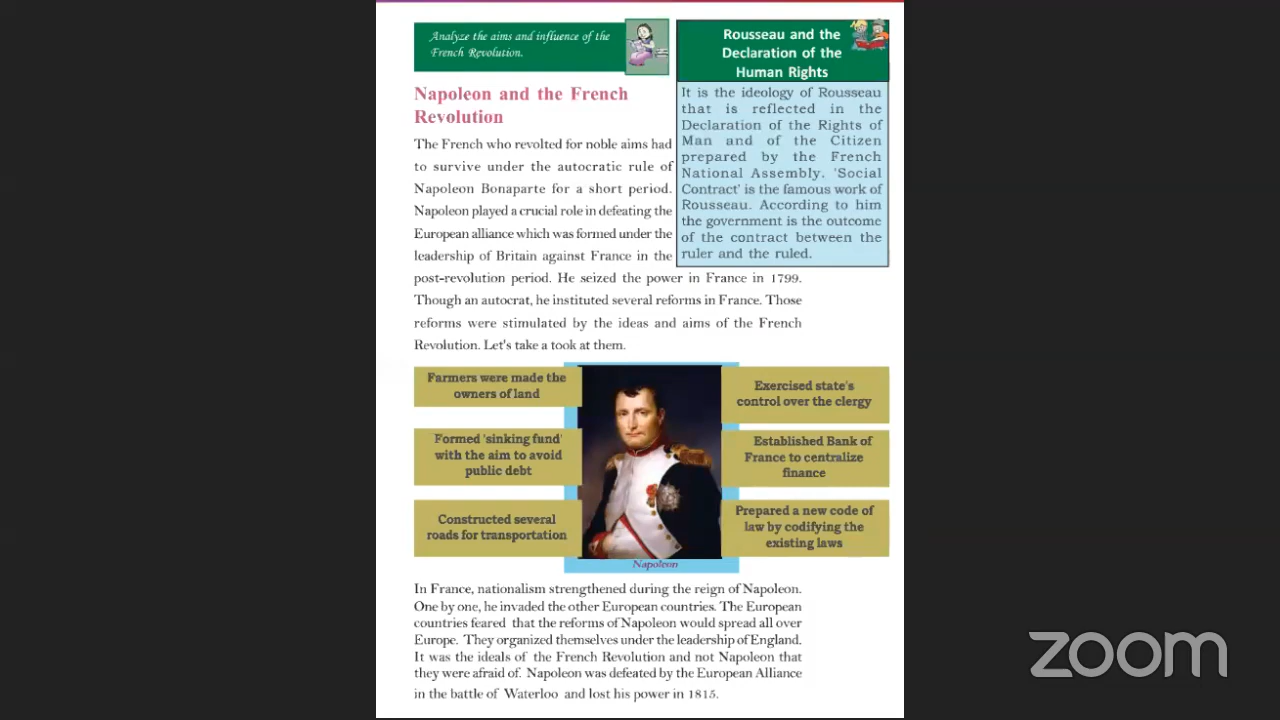 Analyze the aims and influence of the
French Revolution.
Rousseau and the
Declaration of the
Human Rights
It is the ideology of Rousseau
that is reflected in the
Declaration of the Rights of
Man and of the Citizen
prepared by the French
National Assembly. 'Social
Contract' is the famous work of
Rousseau. According to him
the government is the outcome
of the contract between the
ruler and the ruled.
Napoleon and the French
Revolution
The French who revolted for noble aims had
to survive under the autocratic rule of
Napoleon Bonaparte for a short period.
Napoleon played a crucial role in defeating the
European alliance which was formed under the
leadership of Britain against France in the
post-revolution period. He seized the power in France in 1799.
Though an autocrat, he instituted several reforms in France. Those
reforms were stimulated by the ideas and aims of the French
Revolution. Let's take a took at them.
Farmers were made the
owners of land
Formed 'sinking fund'
with the aim to avoid
public debt
Constructed several
roads for transportation
Exercised state's
control over the clergy
Established Bank of
France to centralize
finance
Prepared a new code of
law by codifying the
existing laws
Napoleon
In France, nationalism strengthened during the reign of Napoleon.
One by one, he invaded the other European countries. The European
countries feared that the reforms of Napoleon would spread all over
Europe. They organized themselves under the leadership of England.
It was the ideals of the French Revolution and not Napoleon that
they were afraid of. Napoleon was defeated by the European Alliance
in the battle of Waterloo and lost his power in 1815.
zoom